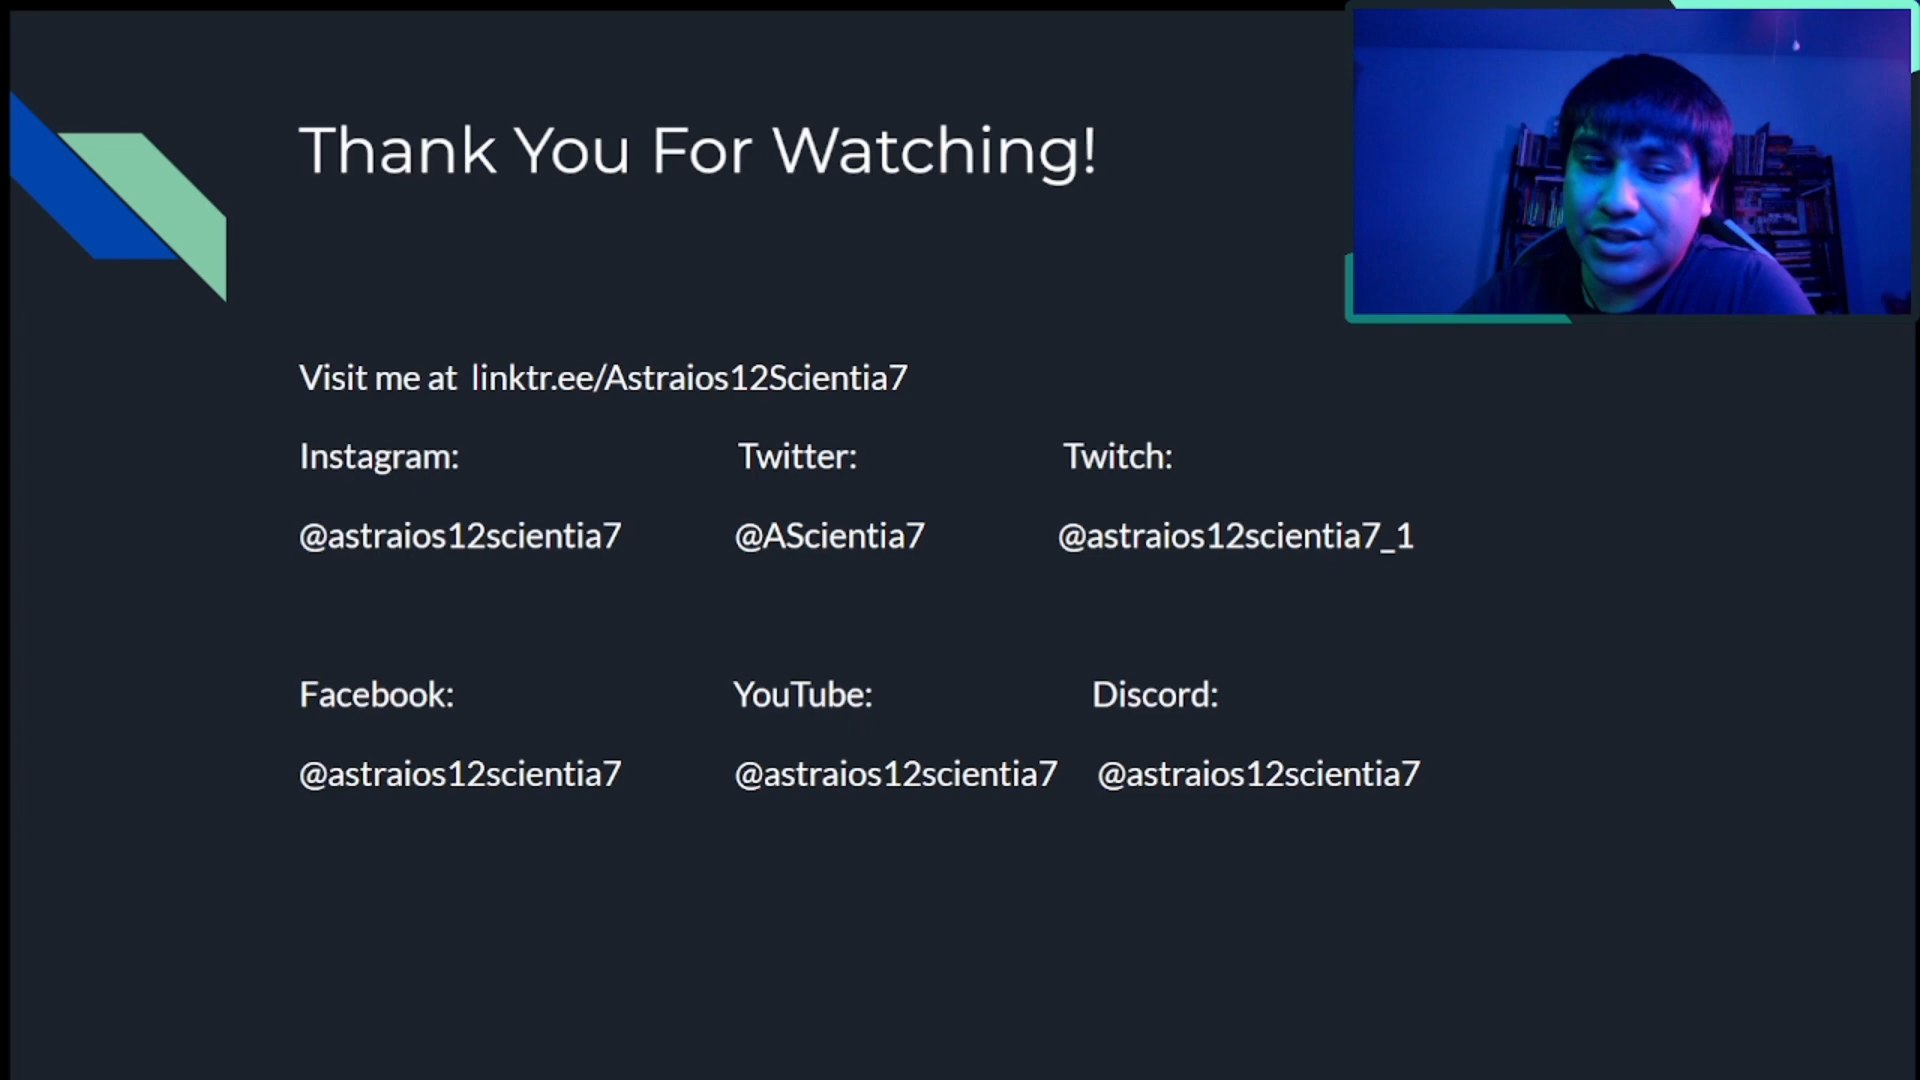 Thank You For Watching!
Visit me at linktr.ee/Astraios12Scientia7
Instagram: Twitter: Twitch:
@astraios12scientia7 @AScientia7 @astraios12scientia7_1
Facebook: YouTube: Discord:
@astraios12scientia7 @astraios12scientia7 @astraios12scientia7